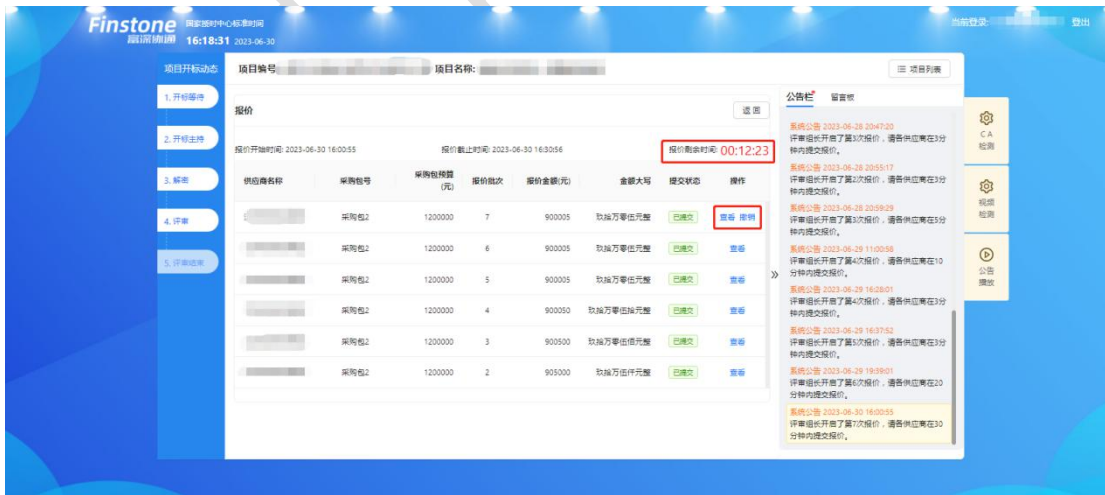 Finstone
富深协通
国家授时中心标准时间
16:18:31 2023-06-30
当前登录:
登出
项目开标动态
1. 开标等待
2. 开标主持
3. 解密
4. 评审
5. 评审结束
项目编号
项目名称:
项目列表
报价
返回
报价开始时间: 2023-06-30 16:00:55
报价截止时间: 2023-06-30 16:30:56
报价剩余时间: 00:12:23
供应商名称 采购包号 采购包预算(元) 报价批次 报价金额(元) 金额大写 提交状态 操作
采购包2 1200000 7 900005 玖拾万零伍元整 已提交 查看 撤销
采购包2 1200000 6 900005 玖拾万零伍元整 已提交 查看
采购包2 1200000 5 900005 玖拾万零伍元整 已提交 查看
采购包2 1200000 4 900050 玖拾万零伍拾元整 已提交 查看
采购包2 1200000 3 900500 玖拾万零伍佰元整 已提交 查看
采购包2 1200000 2 905000 玖拾万伍仟元整 已提交 查看
公告栏 留言板
系统公告 2023-06-28 20:47:20
评审组长开启了第3次报价，请各供应商在3分
钟内提交报价。
系统公告 2023-06-28 20:55:17
评审组长开启了第2次报价，请各供应商在3分
钟内提交报价。
系统公告 2023-06-28 20:59:29
评审组长开启了第3次报价，请各供应商在5分
钟内提交报价。
系统公告 2023-06-29 11:00:58
评审组长开启了第4次报价，请各供应商在10
分钟内提交报价。
系统公告 2023-06-29 16:28:01
评审组长开启了第4次报价，请各供应商在3分
钟内提交报价。
系统公告 2023-06-29 16:37:52
评审组长开启了第5次报价，请各供应商在3分
钟内提交报价。
系统公告 2023-06-29 19:59:01
评审组长开启了第6次报价，请各供应商在20
分钟内提交报价。
系统公告 2023-06-30 16:00:55
评审组长开启了第7次报价，请各供应商在30
分钟内提交报价。
CA
检测
视频
检测
公告
播放